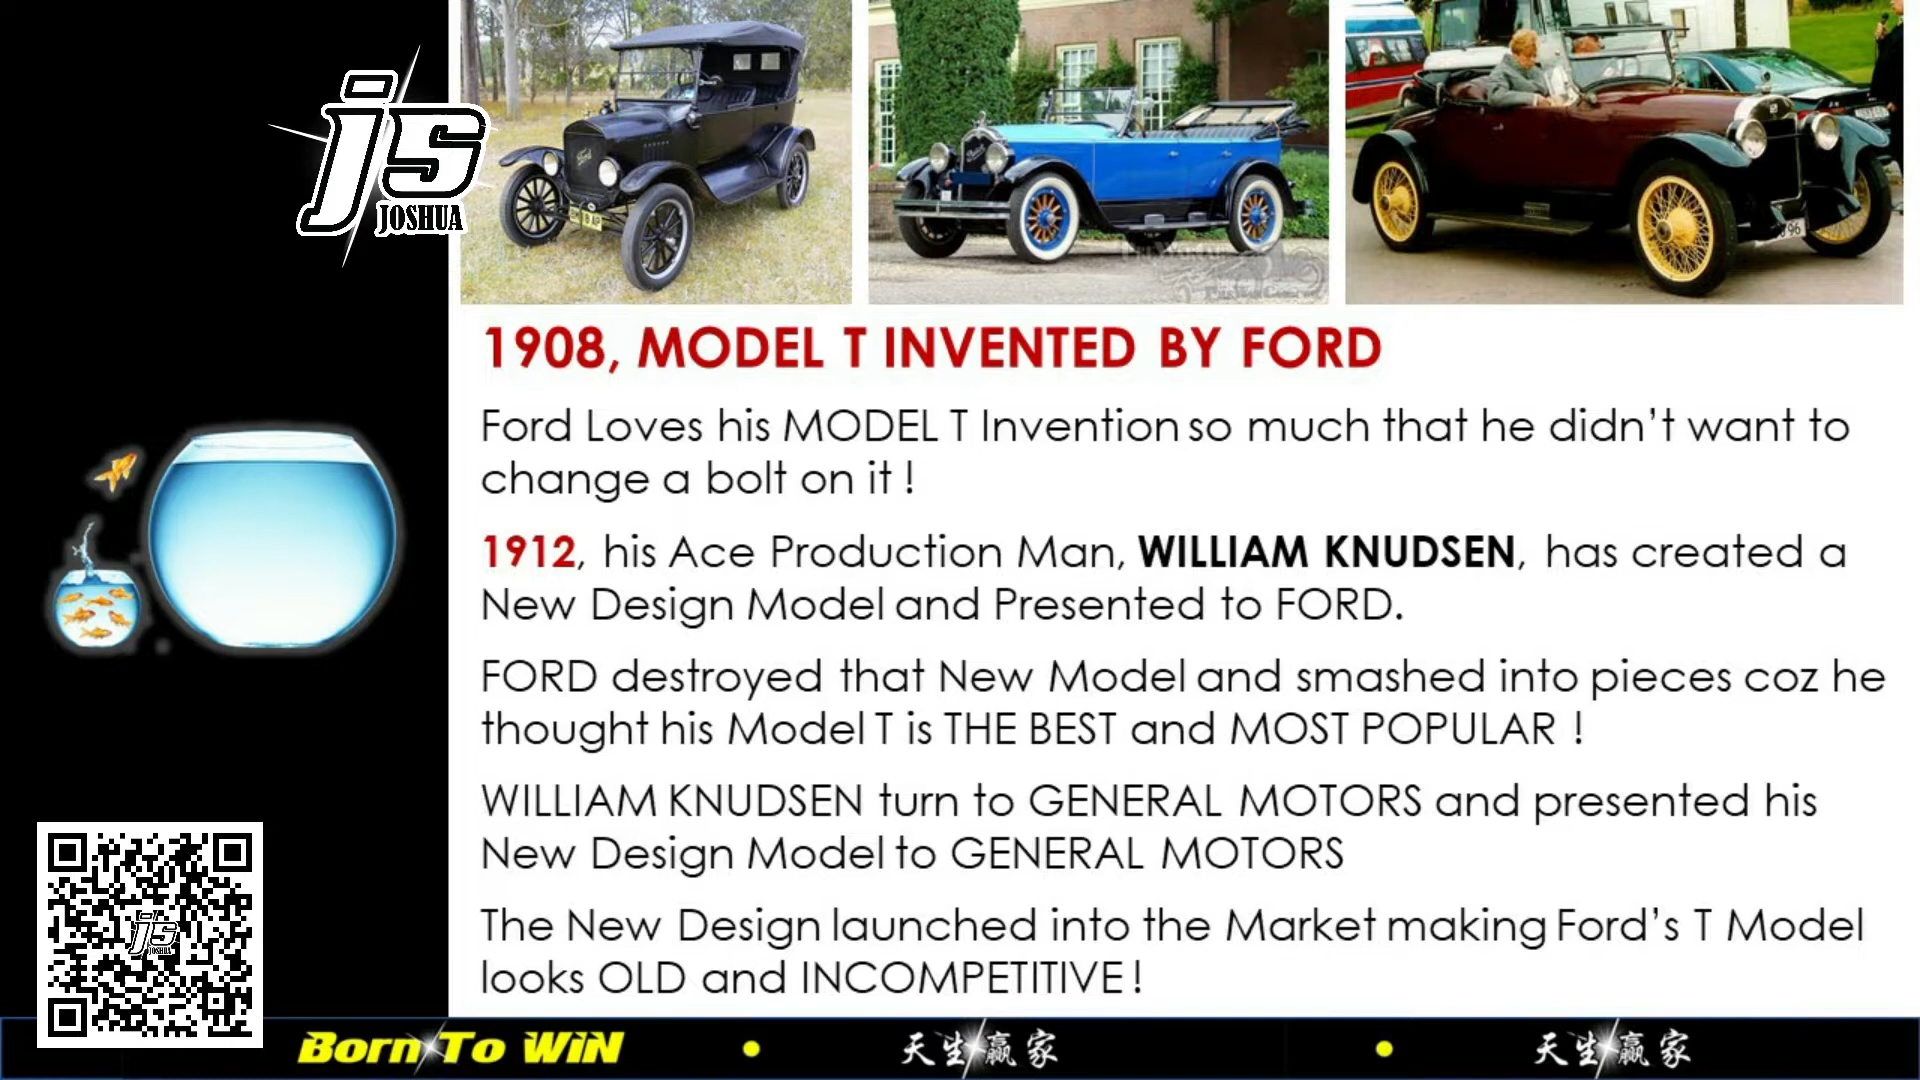 js
JOSHUA
1908, MODEL T INVENTED BY FORD
Ford Loves his MODEL T Invention so much that he didn’t want to
change a bolt on it !
1912, his Ace Production Man, WILLIAM KNUDSEN, has created a
New Design Model and Presented to FORD.
FORD destroyed that New Model and smashed into pieces coz he
thought his Model T is THE BEST and MOST POPULAR !
WILLIAM KNUDSEN turn to GENERAL MOTORS and presented his
New Design Model to GENERAL MOTORS
The New Design launched into the Market making Ford’s T Model
looks OLD and INCOMPETITIVE !
js
JOSHUA
Born To WiN • 天生赢家 • 天生赢家